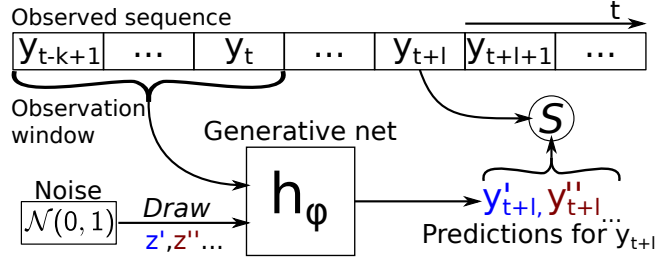 Observed sequence t
y_{t-k+1} ... y_t ... y_{t+l} y_{t+l+1} ...
Observation
window
Generative net
S
h_φ
Noise
N(0, 1)
Draw
z',z''...
y'_{t+l}, y''_{t+l}...
Predictions for y_{t+l}